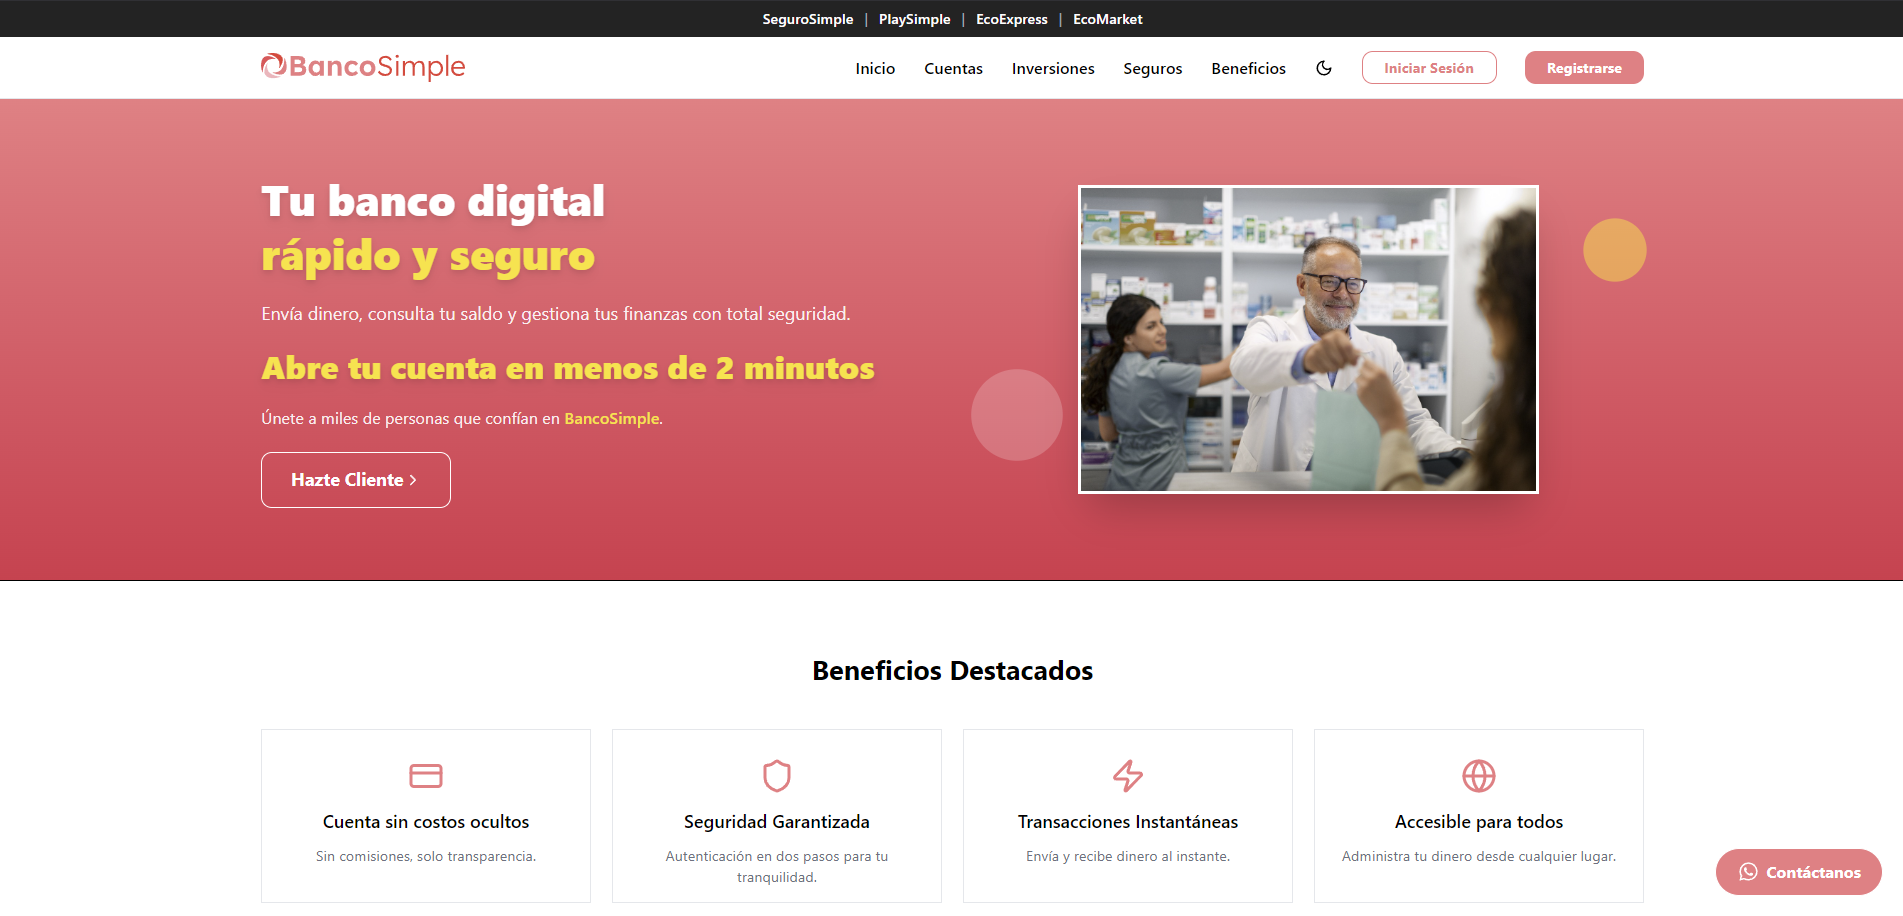 SeguroSimple | PlaySimple | EcoExpress | EcoMarket
BancoSimple
Inicio Cuentas Inversiones Seguros Beneficios Iniciar Sesión Registrarse
Tu banco digital
rápido y seguro
Envía dinero, consulta tu saldo y gestiona tus finanzas con total seguridad.
Abre tu cuenta en menos de 2 minutos
Únete a miles de personas que confían en BancoSimple.
Hazte Cliente
Beneficios Destacados
Cuenta sin costos ocultos
Sin comisiones, solo transparencia.
Seguridad Garantizada
Autenticación en dos pasos para tu
tranquilidad.
Transacciones Instantáneas
Envía y recibe dinero al instante.
Accesible para todos
Administra tu dinero desde cualquier lugar.
Contáctanos